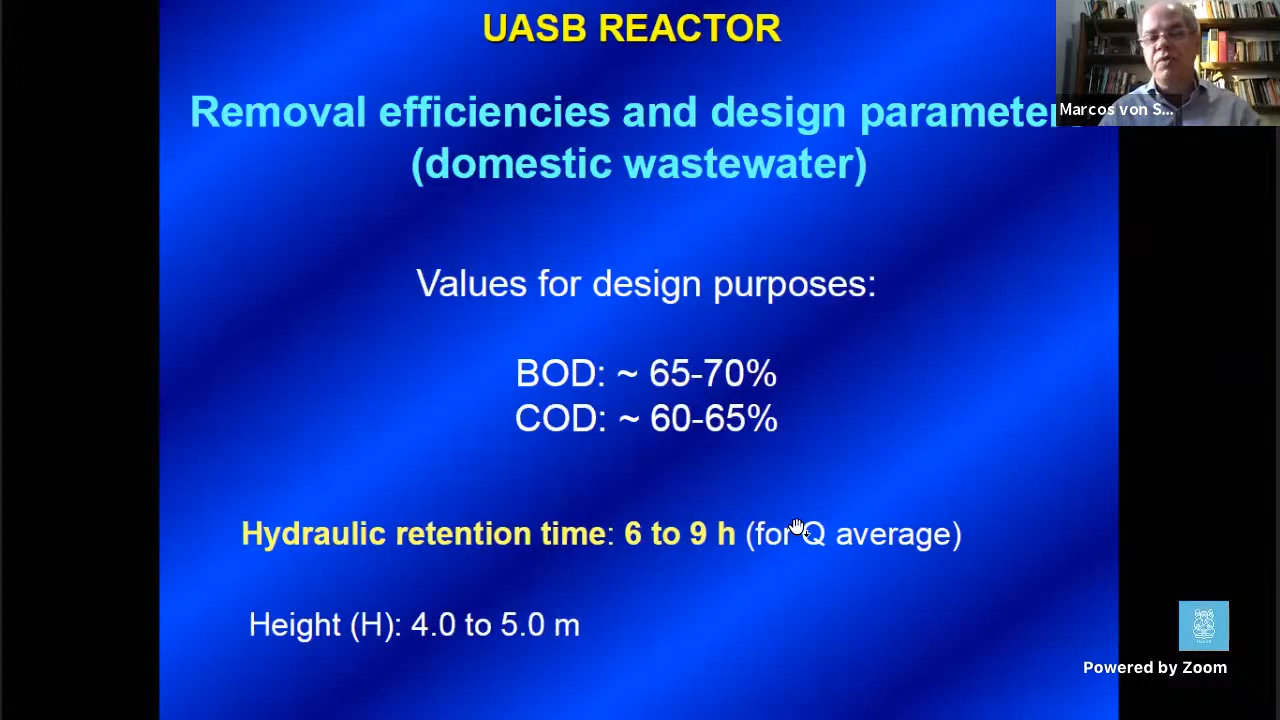 UASB REACTOR
Removal efficiencies and design parameter
(domestic wastewater)
Values for design purposes:
BOD: ~ 65-70%
COD: ~ 60-65%
Hydraulic retention time: 6 to 9 h (for Q average)
Height (H): 4.0 to 5.0 m
Marcos von S...
Powered by Zoom